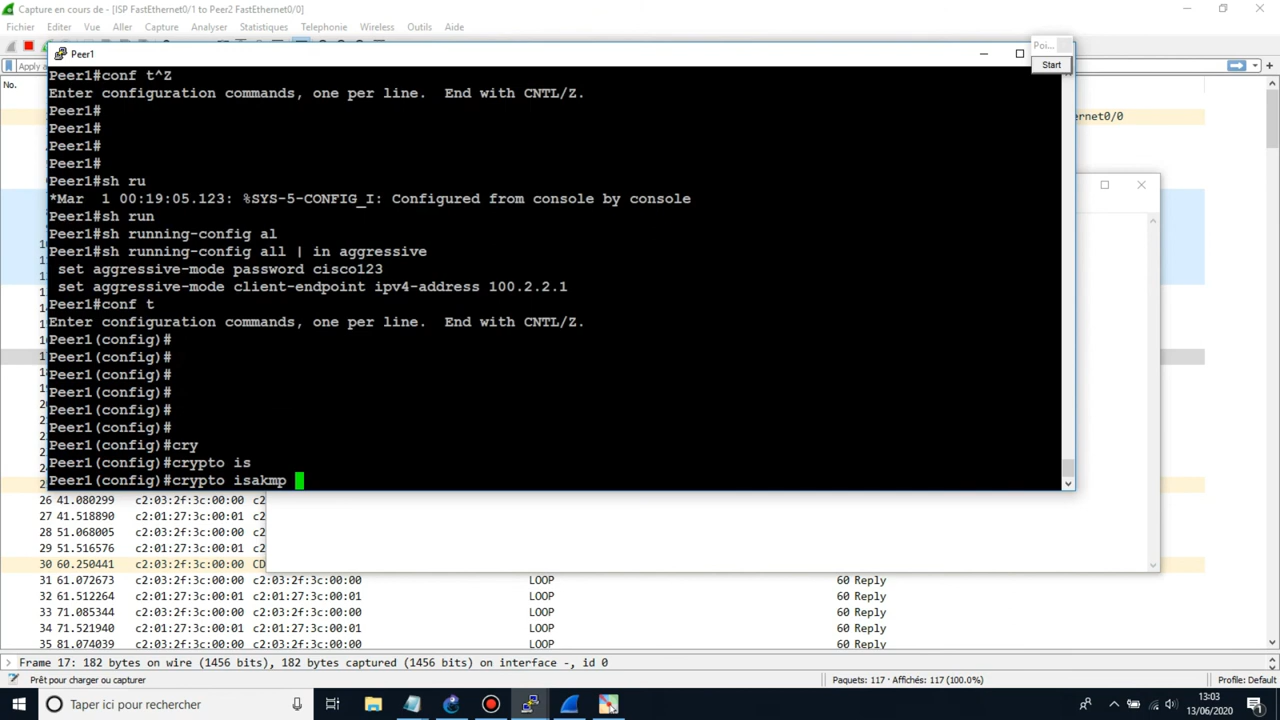 Capture en cours de - [ISP FastEthernet0/1 to Peer2 FastEthernet0/0]
Fichier Editer Vue Aller Capture Analyser Statistiques Telephonie Wireless Outils Aide
Peer1
Poi...
Start
Apply a
No.
ernet0/0
Peer1#conf t^Z
Enter configuration commands, one per line. End with CNTL/Z.
Peer1#
Peer1#
Peer1#
Peer1#
Peer1#sh ru
*Mar 1 00:19:05.123: %SYS-5-CONFIG_I: Configured from console by console
Peer1#sh run
Peer1#sh running-config al
Peer1#sh running-config all | in aggressive
set aggressive-mode password cisco123
set aggressive-mode client-endpoint ipv4-address 100.2.2.1
Peer1#conf t
Enter configuration commands, one per line. End with CNTL/Z.
Peer1(config)#
Peer1(config)#
Peer1(config)#
Peer1(config)#
Peer1(config)#
Peer1(config)#
Peer1(config)#cry
Peer1(config)#crypto is
Peer1(config)#crypto isakmp
26 41.080299 c2:03:2f:3c:00:00 c2
27 41.518890 c2:01:27:3c:00:01 c2
28 51.068005 c2:03:2f:3c:00:00 c2
29 51.516576 c2:01:27:3c:00:01 c2
30 60.250441 c2:03:2f:3c:00:00 CD
31 61.072673 c2:03:2f:3c:00:00 c2:03:2f:3c:00:00 LOOP 60 Reply
32 61.512264 c2:01:27:3c:00:01 c2:01:27:3c:00:01 LOOP 60 Reply
33 71.085344 c2:03:2f:3c:00:00 c2:03:2f:3c:00:00 LOOP 60 Reply
34 71.521940 c2:01:27:3c:00:01 c2:01:27:3c:00:01 LOOP 60 Reply
35 81.074039 c2:03:2f:3c:00:00 c2:03:2f:3c:00:00 LOOP 60 Reply
Frame 17: 182 bytes on wire (1456 bits), 182 bytes captured (1456 bits) on interface -, id 0
Prêt pour charger ou capturer Paquets: 117 · Affichés: 117 (100.0%) Profile: Default
Taper ici pour rechercher
13:03
13/06/2020